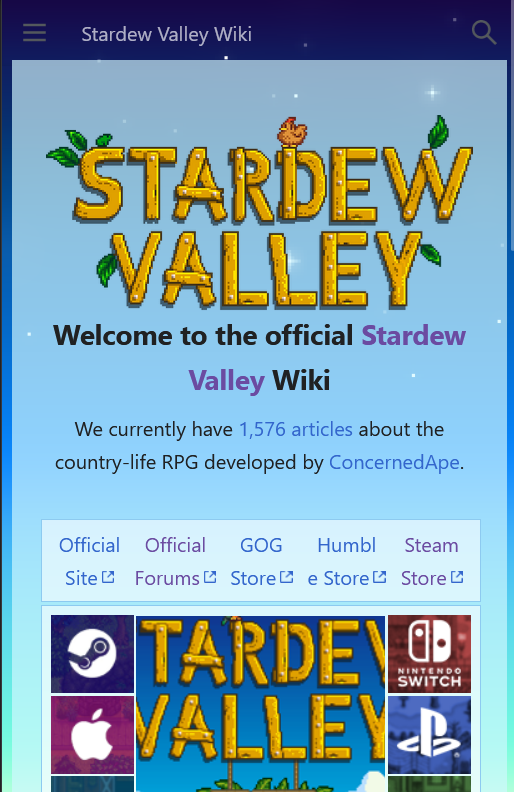 Stardew Valley Wiki
STARDEW
VALLEY
Welcome to the official Stardew
Valley Wiki
We currently have 1,576 articles about the
country-life RPG developed by ConcernedApe.
Official Official GOG Humbl Steam
Site Forums Store e Store Store
TARDEW
VALLEY
NINTENDO
SWITCH